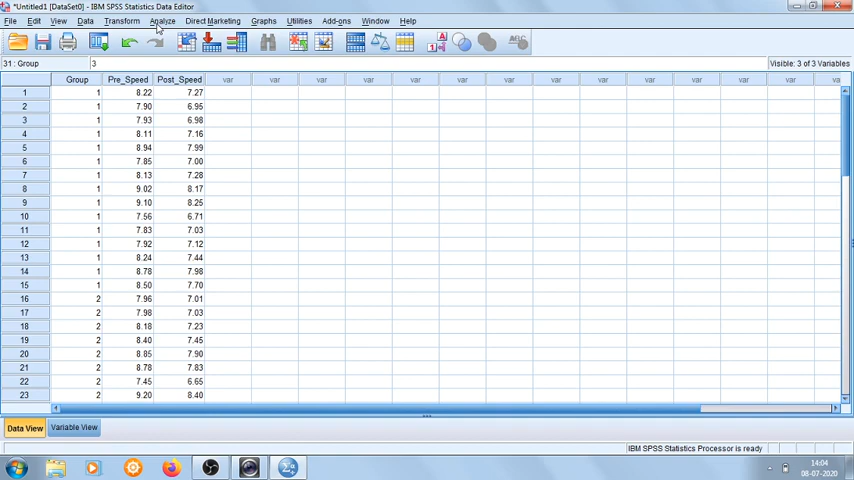 *Untitled1 [DataSet0] - IBM SPSS Statistics Data Editor
File Edit View Data Transform Analyze Direct Marketing Graphs Utilities Add-ons Window Help
31 : Group 3 Visible: 3 of 3 Variables
Group Pre_Speed Post_Speed var var var var var var var var var var var var var va
1 1 8.22 7.27
2 1 7.90 6.95
3 1 7.93 6.98
4 1 8.11 7.16
5 1 8.94 7.99
6 1 7.85 7.00
7 1 8.13 7.28
8 1 9.02 8.17
9 1 9.10 8.25
10 1 7.56 6.71
11 1 7.83 7.03
12 1 7.92 7.12
13 1 8.24 7.44
14 1 8.78 7.98
15 1 8.50 7.70
16 2 7.96 7.01
17 2 7.98 7.03
18 2 8.18 7.23
19 2 8.40 7.45
20 2 8.85 7.90
21 2 8.78 7.83
22 2 7.45 6.65
23 2 9.20 8.40
Data View Variable View
IBM SPSS Statistics Processor is ready
14:04
08-07-2020